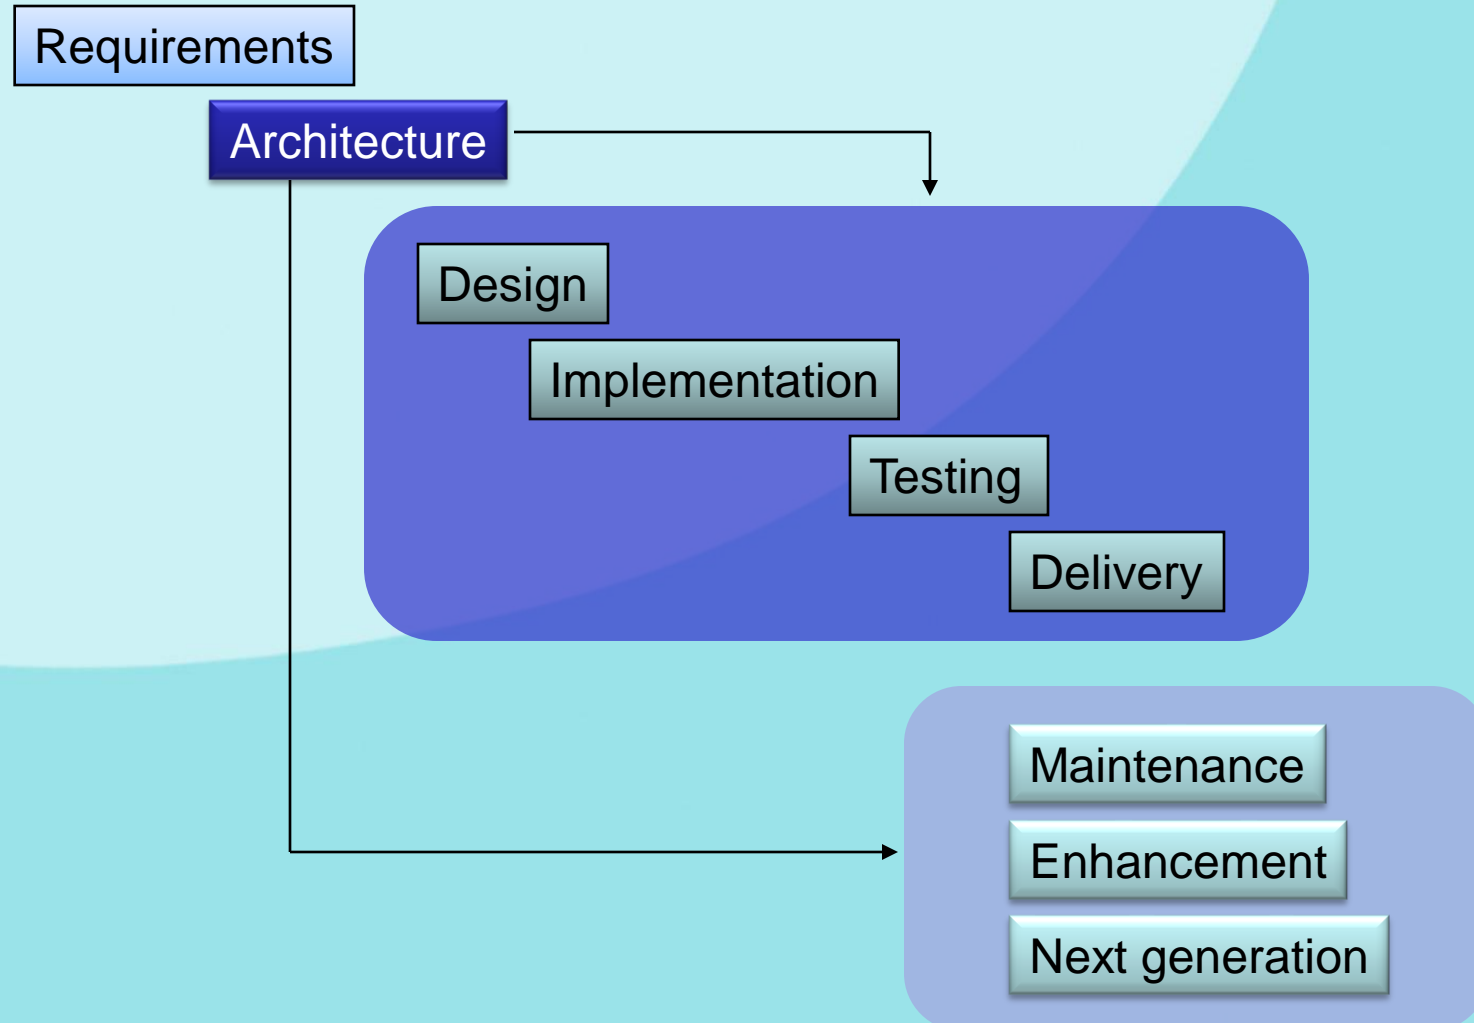 Requirements
Architecture
Design
Implementation
Testing
Delivery
Maintenance
Enhancement
Next generation